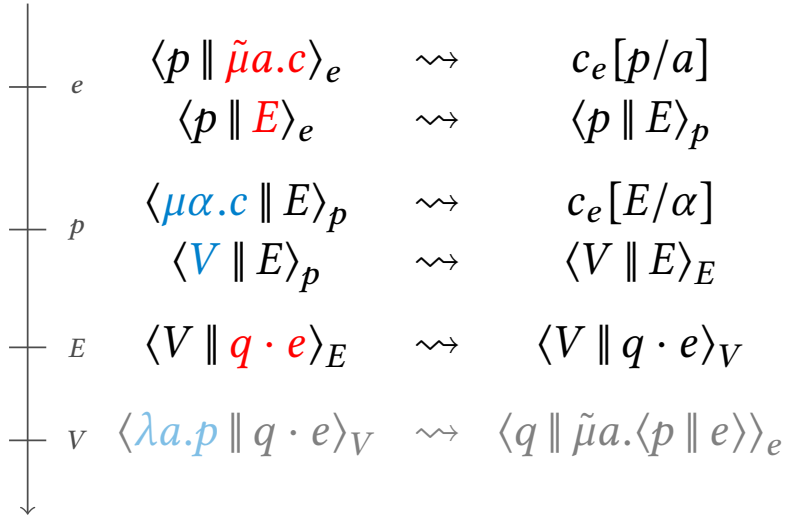 ⟨p ‖ μ̃a.c⟩ₑ ⇝ cₑ[p/a]
e
⟨p ‖ E⟩ₑ ⇝ ⟨p ‖ E⟩ₚ
⟨μα.c ‖ E⟩ₚ ⇝ cₑ[E/α]
p
⟨V ‖ E⟩ₚ ⇝ ⟨V ‖ E⟩_E
E ⟨V ‖ q · e⟩_E ⇝ ⟨V ‖ q · e⟩_V
V ⟨λa.p ‖ q · e⟩_V ⇝ ⟨q ‖ μ̃a.⟨p ‖ e⟩⟩ₑ